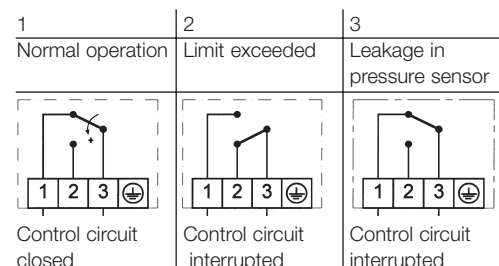 1 2 3
Normal operation Limit exceeded Leakage in
pressure sensor
+
1 2 3 1 2 3 1 2 3
Control circuit Control circuit Control circuit
closed interrupted interrupted